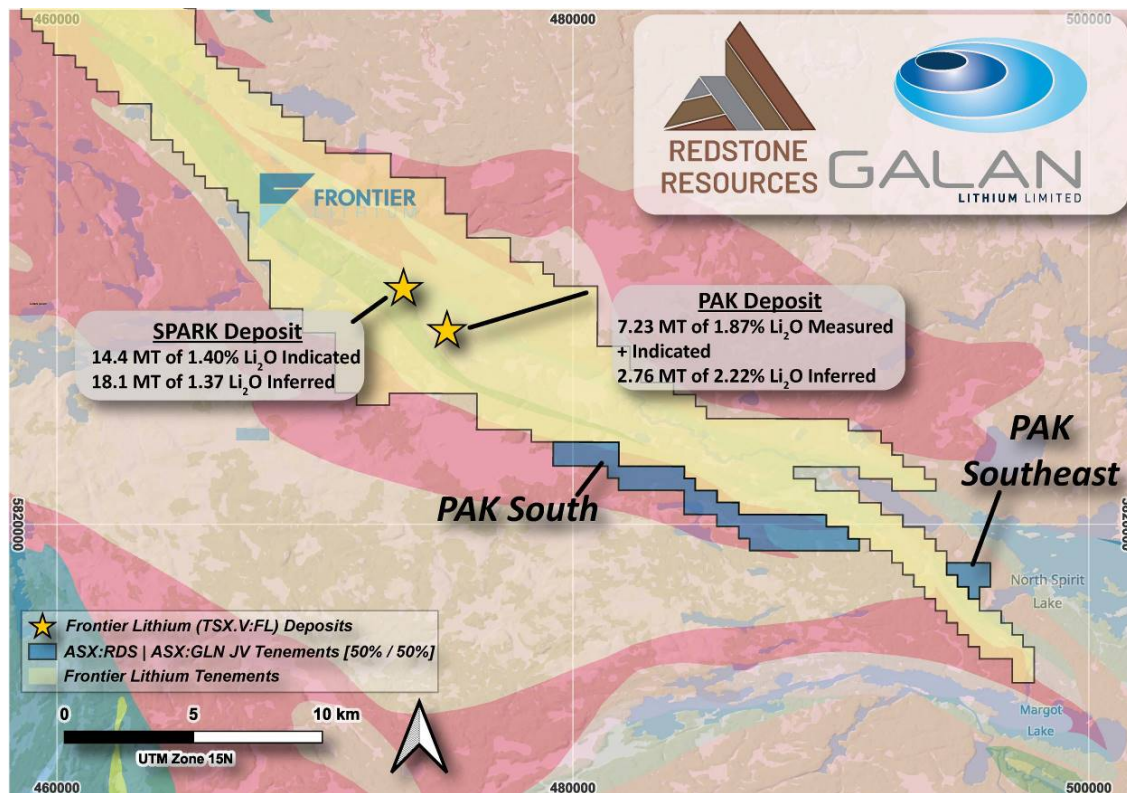 460000
480000
500000
REDSTONE
RESOURCES
GALAN
LITHIUM LIMITED
FRONTIER
LITHIUM
SPARK Deposit
14.4 MT of 1.40% Li₂O Indicated
18.1 MT of 1.37 Li₂O Inferred
PAK Deposit
7.23 MT of 1.87% Li₂O Measured
+ Indicated
2.76 MT of 2.22% Li₂O Inferred
PAK South
PAK
Southeast
5820000
5820000
North Spirit
Lake
Margot
Lake
Frontier Lithium (TSX.V:FL) Deposits
ASX:RDS | ASX:GLN JV Tenements [50% / 50%]
Frontier Lithium Tenements
0 5 10 km
UTM Zone 15N
460000
480000
500000